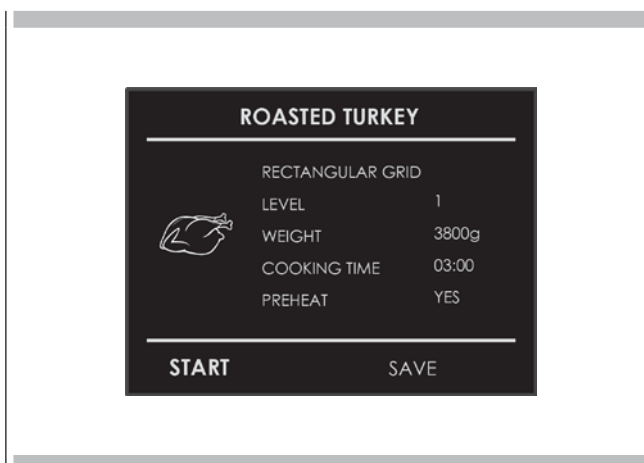 ROASTED TURKEY
RECTANGULAR GRID
LEVEL 1
WEIGHT 3800g
COOKING TIME 03:00
PREHEAT YES
START SAVE